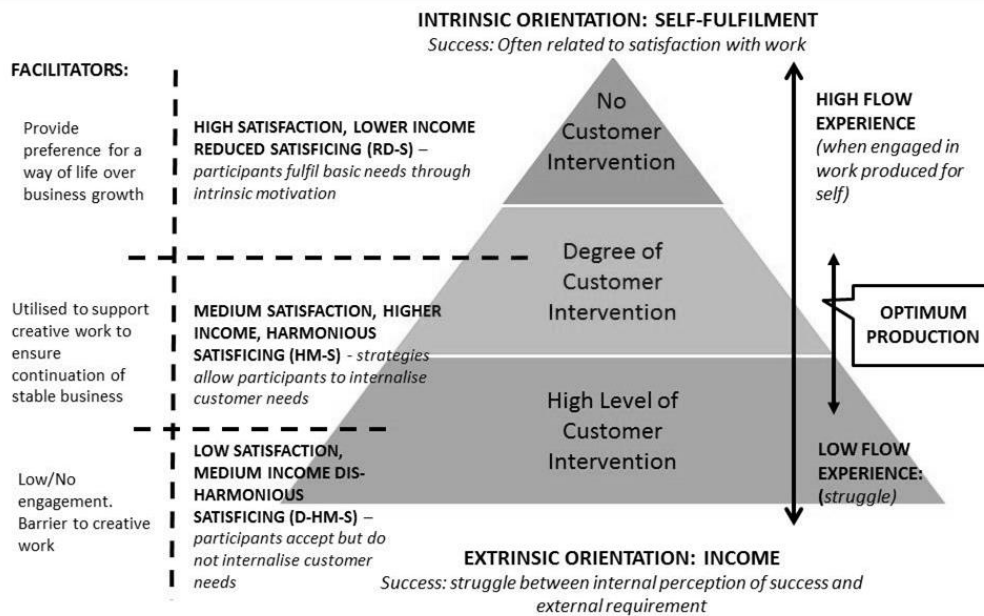 INTRINSIC ORIENTATION: SELF-FULFILMENT
Success: Often related to satisfaction with work
FACILITATORS:
Provide
preference for a
way of life over
business growth
HIGH SATISFACTION, LOWER INCOME
REDUCED SATISFICING (RD-S) –
participants fulfil basic needs through
intrinsic motivation
No
Customer
Intervention
HIGH FLOW
EXPERIENCE
(when engaged in
work produced for
self)
Utilised to support
creative work to
ensure
continuation of
stable business
MEDIUM SATISFACTION, HIGHER
INCOME, HARMONIOUS
SATISFICING (HM-S) - strategies
allow participants to internalise
customer needs
Degree of
Customer
Intervention
OPTIMUM
PRODUCTION
Low/No
engagement.
Barrier to creative
work
LOW SATISFACTION,
MEDIUM INCOME DIS-
HARMONIOUS
SATISFICING (D-HM-S) –
participants accept but do
not internalise customer
needs
High Level of
Customer
Intervention
LOW FLOW
EXPERIENCE:
(struggle)
EXTRINSIC ORIENTATION: INCOME
Success: struggle between internal perception of success and
external requirement